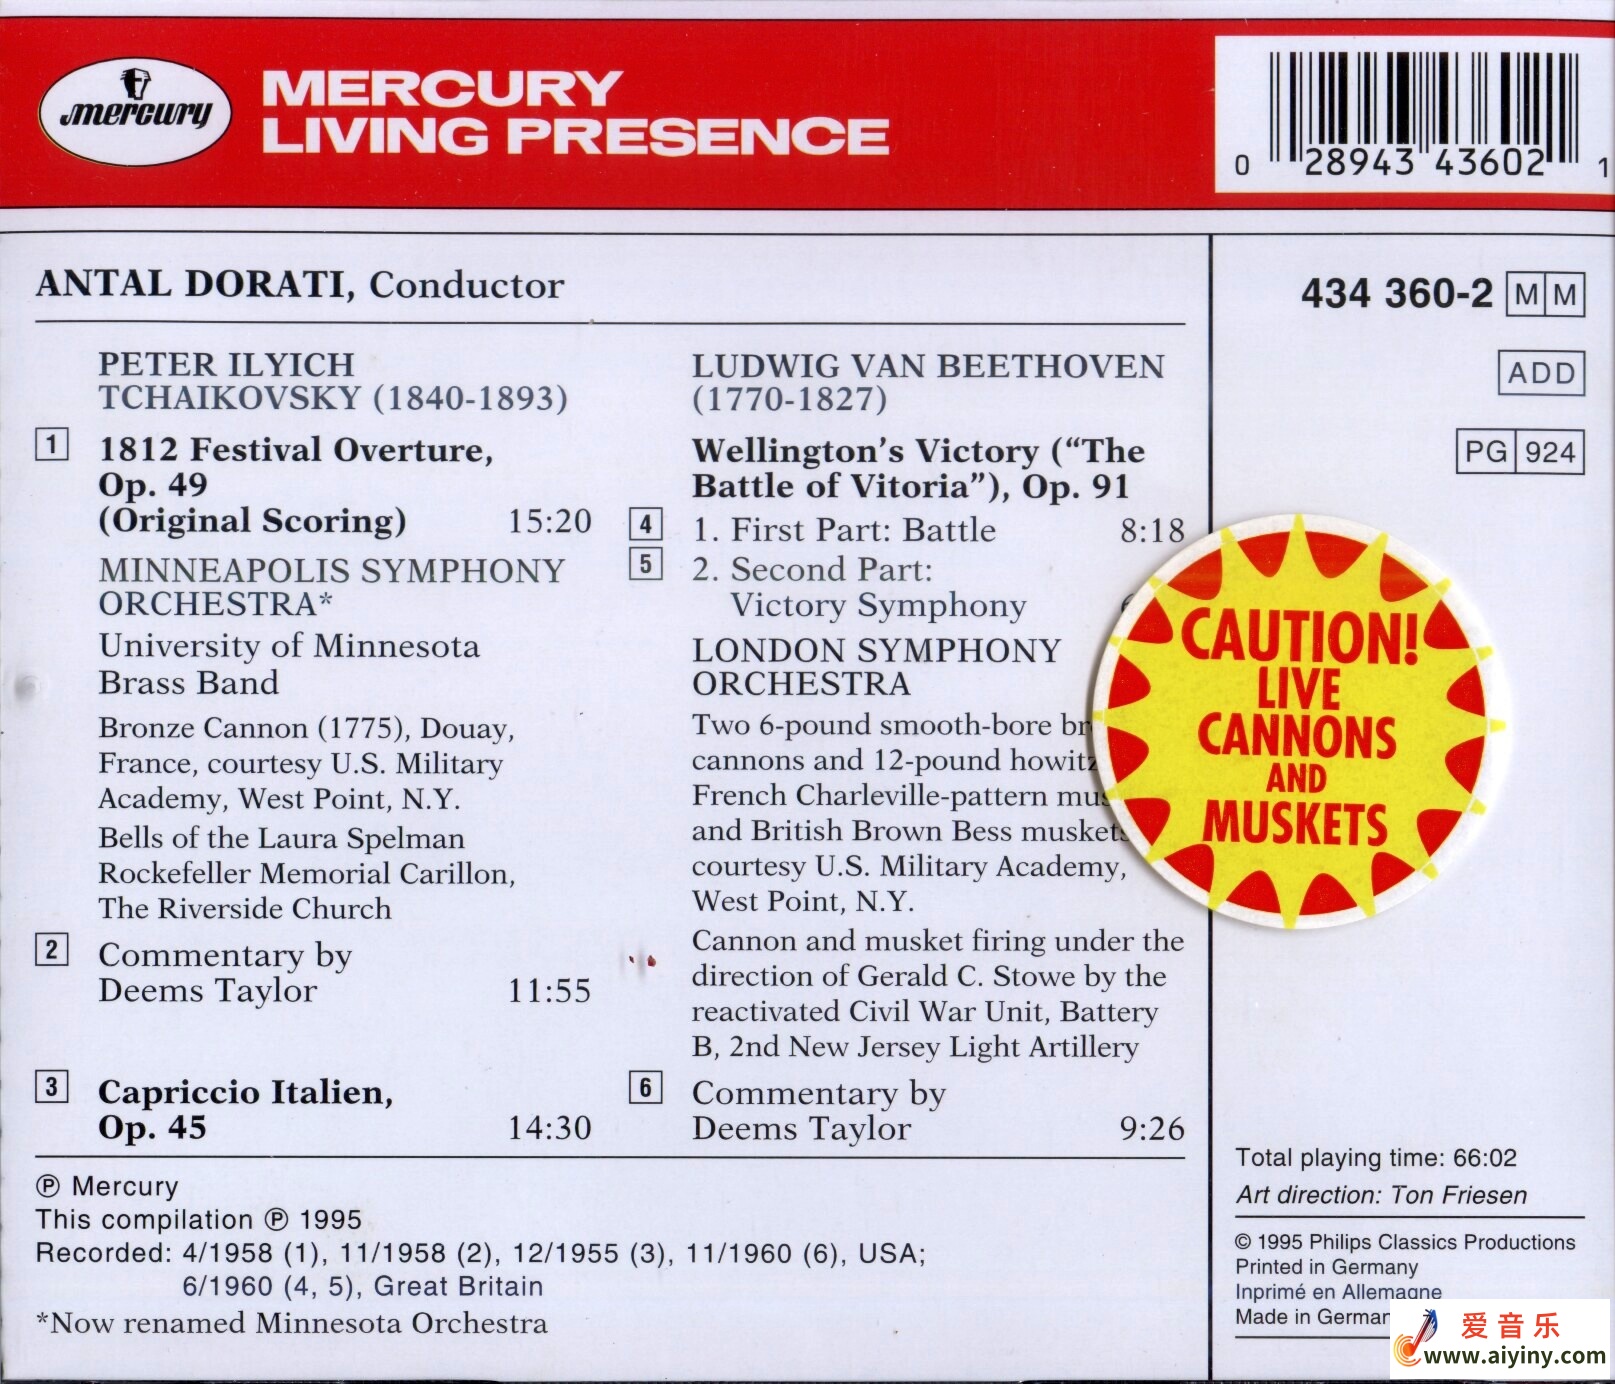 mercury
MERCURY
LIVING PRESENCE
0 28943 43602 1
ANTAL DORATI, Conductor
PETER ILYICH
TCHAIKOVSKY (1840-1893)
1 1812 Festival Overture,
Op. 49
(Original Scoring) 15:20
MINNEAPOLIS SYMPHONY
ORCHESTRA*
University of Minnesota
Brass Band
Bronze Cannon (1775), Douay,
France, courtesy U.S. Military
Academy, West Point, N.Y.
Bells of the Laura Spelman
Rockefeller Memorial Carillon,
The Riverside Church
2 Commentary by
Deems Taylor 11:55
3 Capriccio Italien,
Op. 45 14:30
LUDWIG VAN BEETHOVEN
(1770-1827)
Wellington's Victory (“The
Battle of Vitoria”), Op. 91
4 1. First Part: Battle 8:18
5 2. Second Part:
Victory Symphony
LONDON SYMPHONY
ORCHESTRA
Two 6-pound smooth-bore
cannons and 12-pound
French Charleville-pattern
and British Brown Bess muskets
courtesy U.S. Military Academy,
West Point, N.Y.
Cannon and musket firing under the
direction of Gerald C. Stowe by the
reactivated Civil War Unit, Battery
B, 2nd New Jersey Light Artillery
6 Commentary by
Deems Taylor 9:26
434 360-2 M M
ADD
PG 924
CAUTION!
LIVE
CANNONS
AND
MUSKETS
Total playing time: 66:02
Art direction: Ton Friesen
© 1995 Philips Classics Productions
Printed in Germany
Inprimé en Allemagne
Made in German
℗ Mercury
This compilation ℗ 1995
Recorded: 4/1958 (1), 11/1958 (2), 12/1955 (3), 11/1960 (6), USA;
6/1960 (4, 5), Great Britain
*Now renamed Minnesota Orchestra
爱音乐
www.aiyiny.com